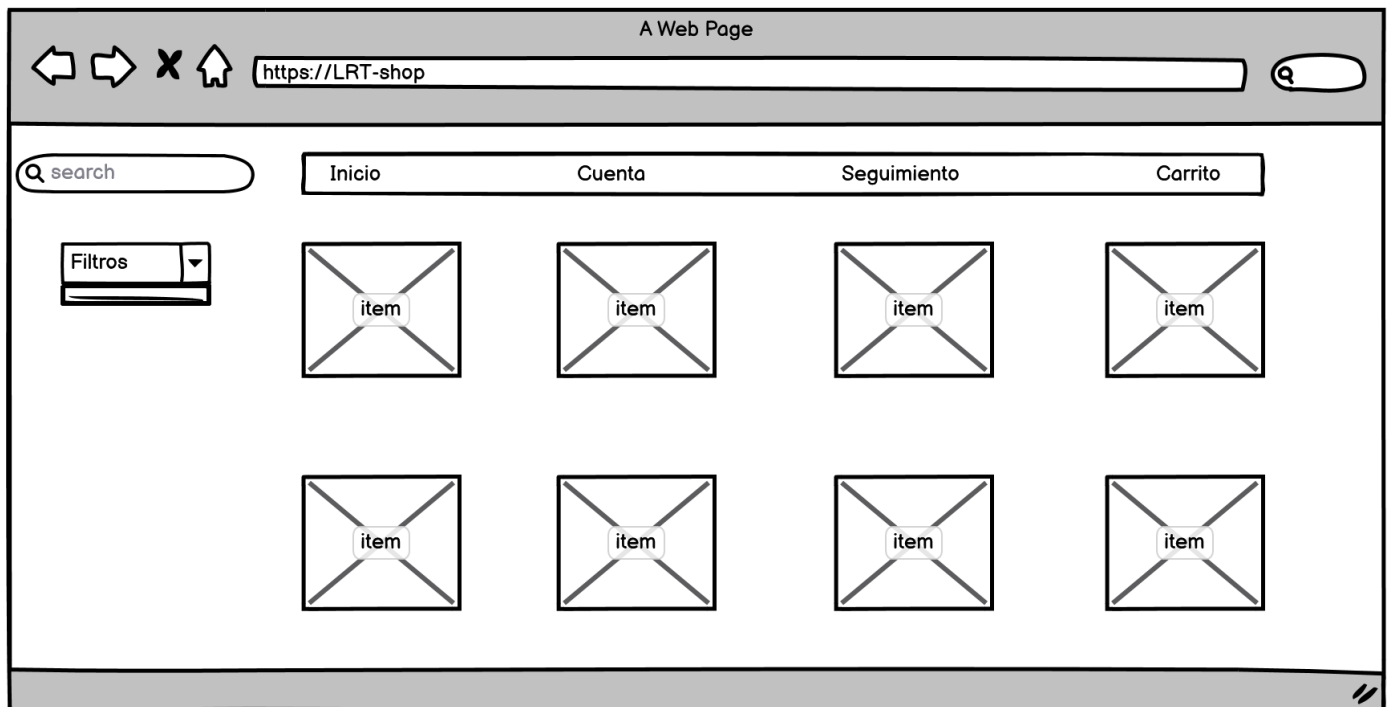 A Web Page
https://LRT-shop
search
Inicio Cuenta Seguimiento Carrito
Filtros
item item item item
item item item item